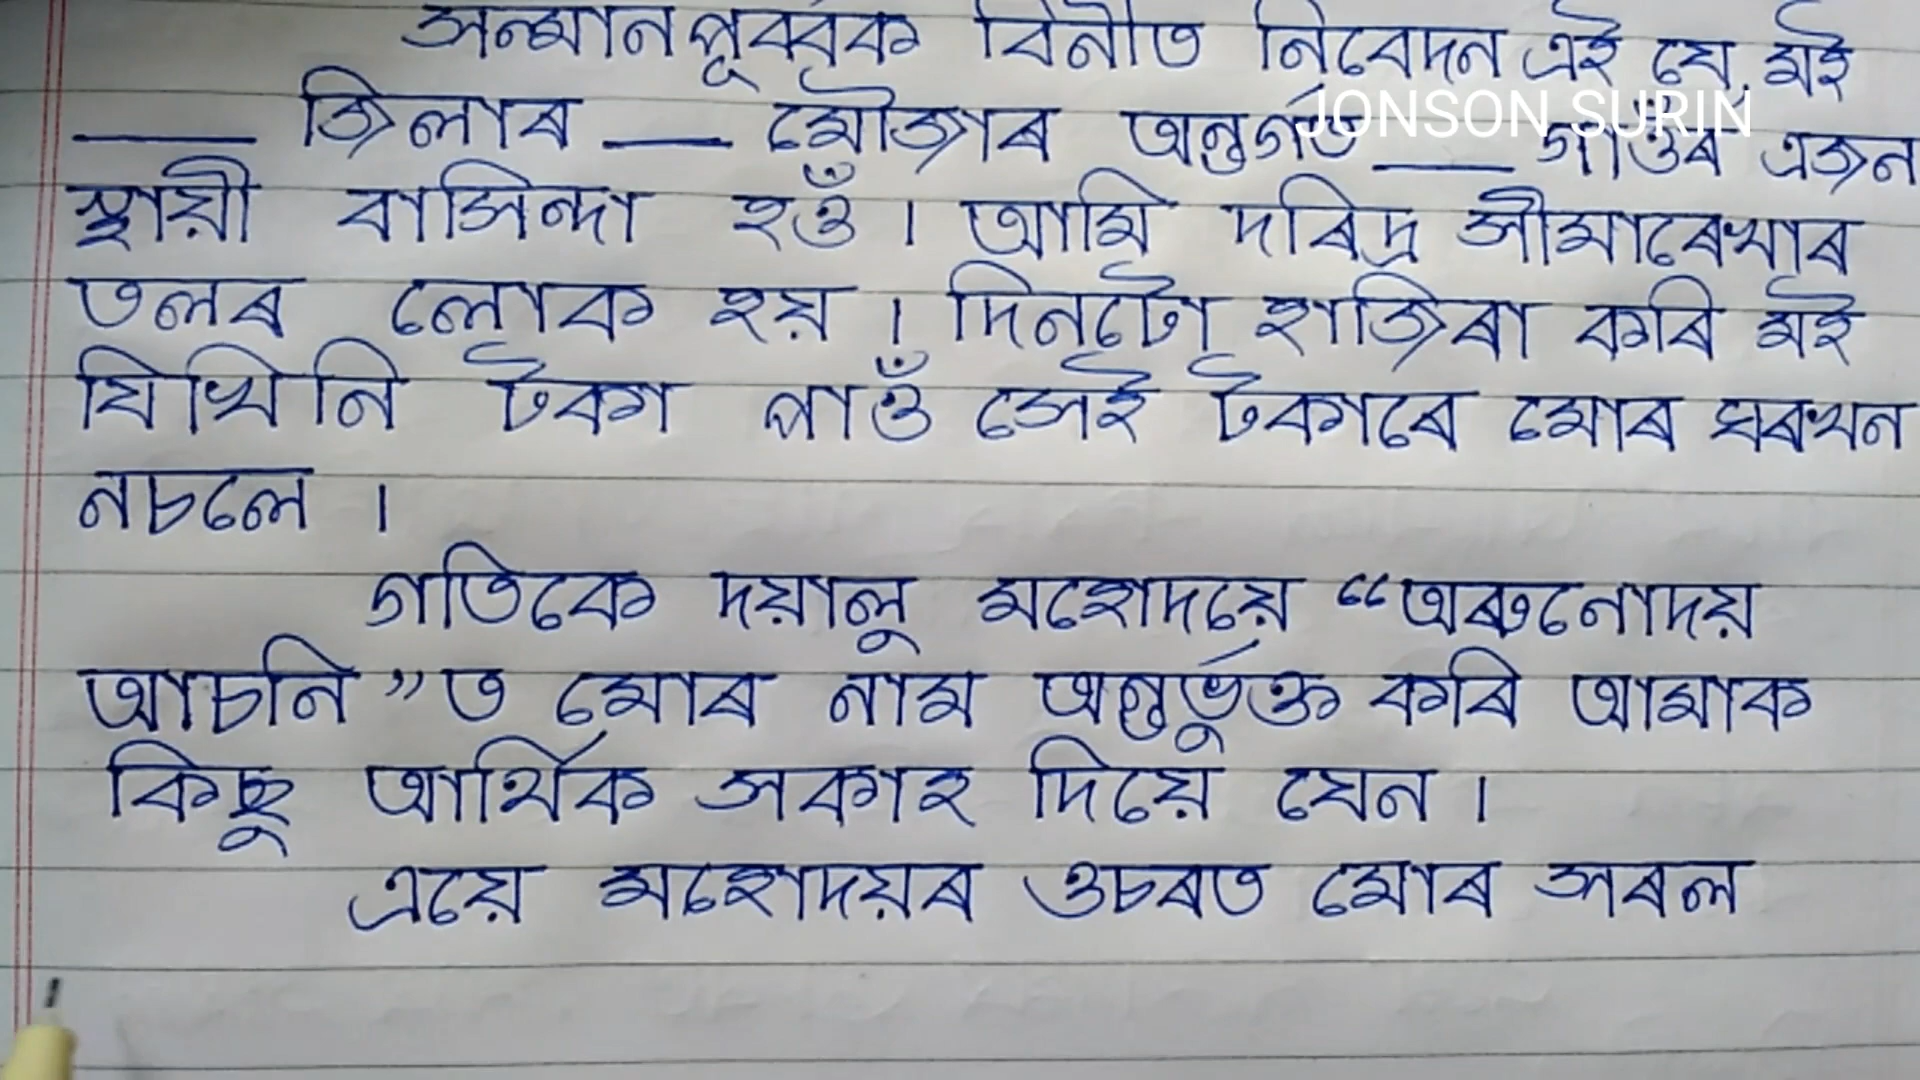 সন্মানপূৰ্ব্বক বিনীত নিবেদন এই যে, মই
JONSON SURIN
___ জিলাৰ ___ মৌজাৰ অন্তৰ্গত ___ গাওঁৰ এজন
স্থায়ী বাসিন্দা হওঁ । আমি দৰিদ্ৰ সীমাৰেখাৰ
তলৰ লোক হয় । দিনটো হাজিৰা কৰি মই
যিখিনি টকা পাওঁ সেই টকাৰে মোৰ ঘৰখন
নচলে ।
গতিকে দয়ালু মহোদয়ে “অৰুনোদয়
আচনি”ত মোৰ নাম অন্তৰ্ভূক্ত কৰি আমাক
কিছু আৰ্থিক সকাহ দিয়ে যেন ।
এয়ে মহোদয়ৰ ওচৰত মোৰ সৰল